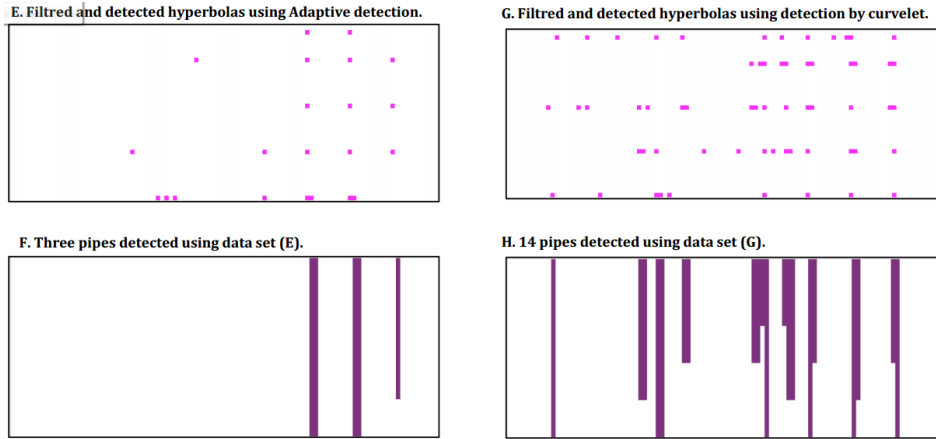 E. Filtred and detected hyperbolas using Adaptive detection.
G. Filtred and detected hyperbolas using detection by curvelet.
F. Three pipes detected using data set (E).
H. 14 pipes detected using data set (G).